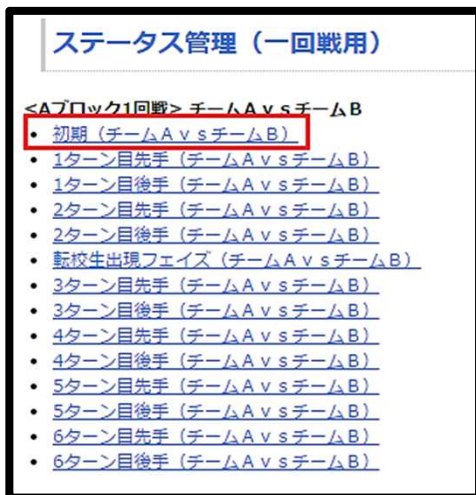 ステータス管理（一回戦用）
<Aブロック1回戦> チームＡｖｓチームＢ
• 初期（チームＡｖｓチームＢ）
• 1ターン目先手（チームＡｖｓチームＢ）
• 1ターン目後手（チームＡｖｓチームＢ）
• 2ターン目先手（チームＡｖｓチームＢ）
• 2ターン目後手（チームＡｖｓチームＢ）
• 転校生出現フェイズ（チームＡｖｓチームＢ）
• 3ターン目先手（チームＡｖｓチームＢ）
• 3ターン目後手（チームＡｖｓチームＢ）
• 4ターン目先手（チームＡｖｓチームＢ）
• 4ターン目後手（チームＡｖｓチームＢ）
• 5ターン目先手（チームＡｖｓチームＢ）
• 5ターン目後手（チームＡｖｓチームＢ）
• 6ターン目先手（チームＡｖｓチームＢ）
• 6ターン目後手（チームＡｖｓチームＢ）